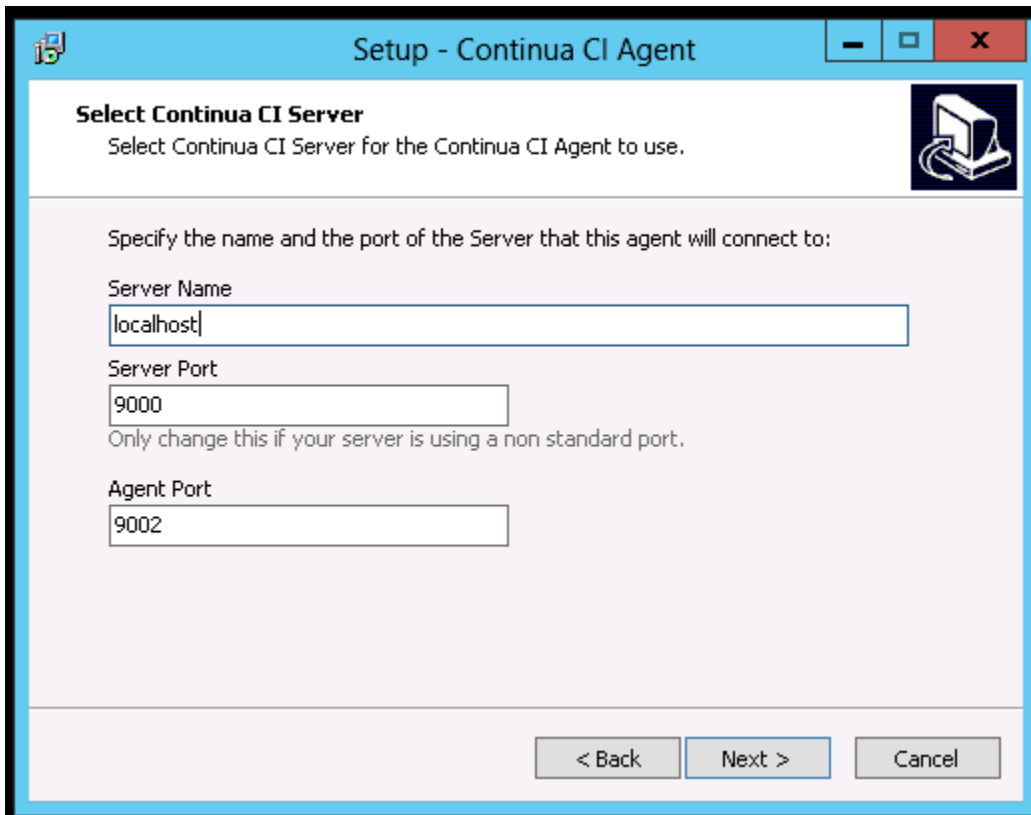 Setup - Continua CI Agent
Select Continua CI Server
Select Continua CI Server for the Continua CI Agent to use.
Specify the name and the port of the Server that this agent will connect to:
Server Name
localhost
Server Port
9000
Only change this if your server is using a non standard port.
Agent Port
9002
< Back Next > Cancel